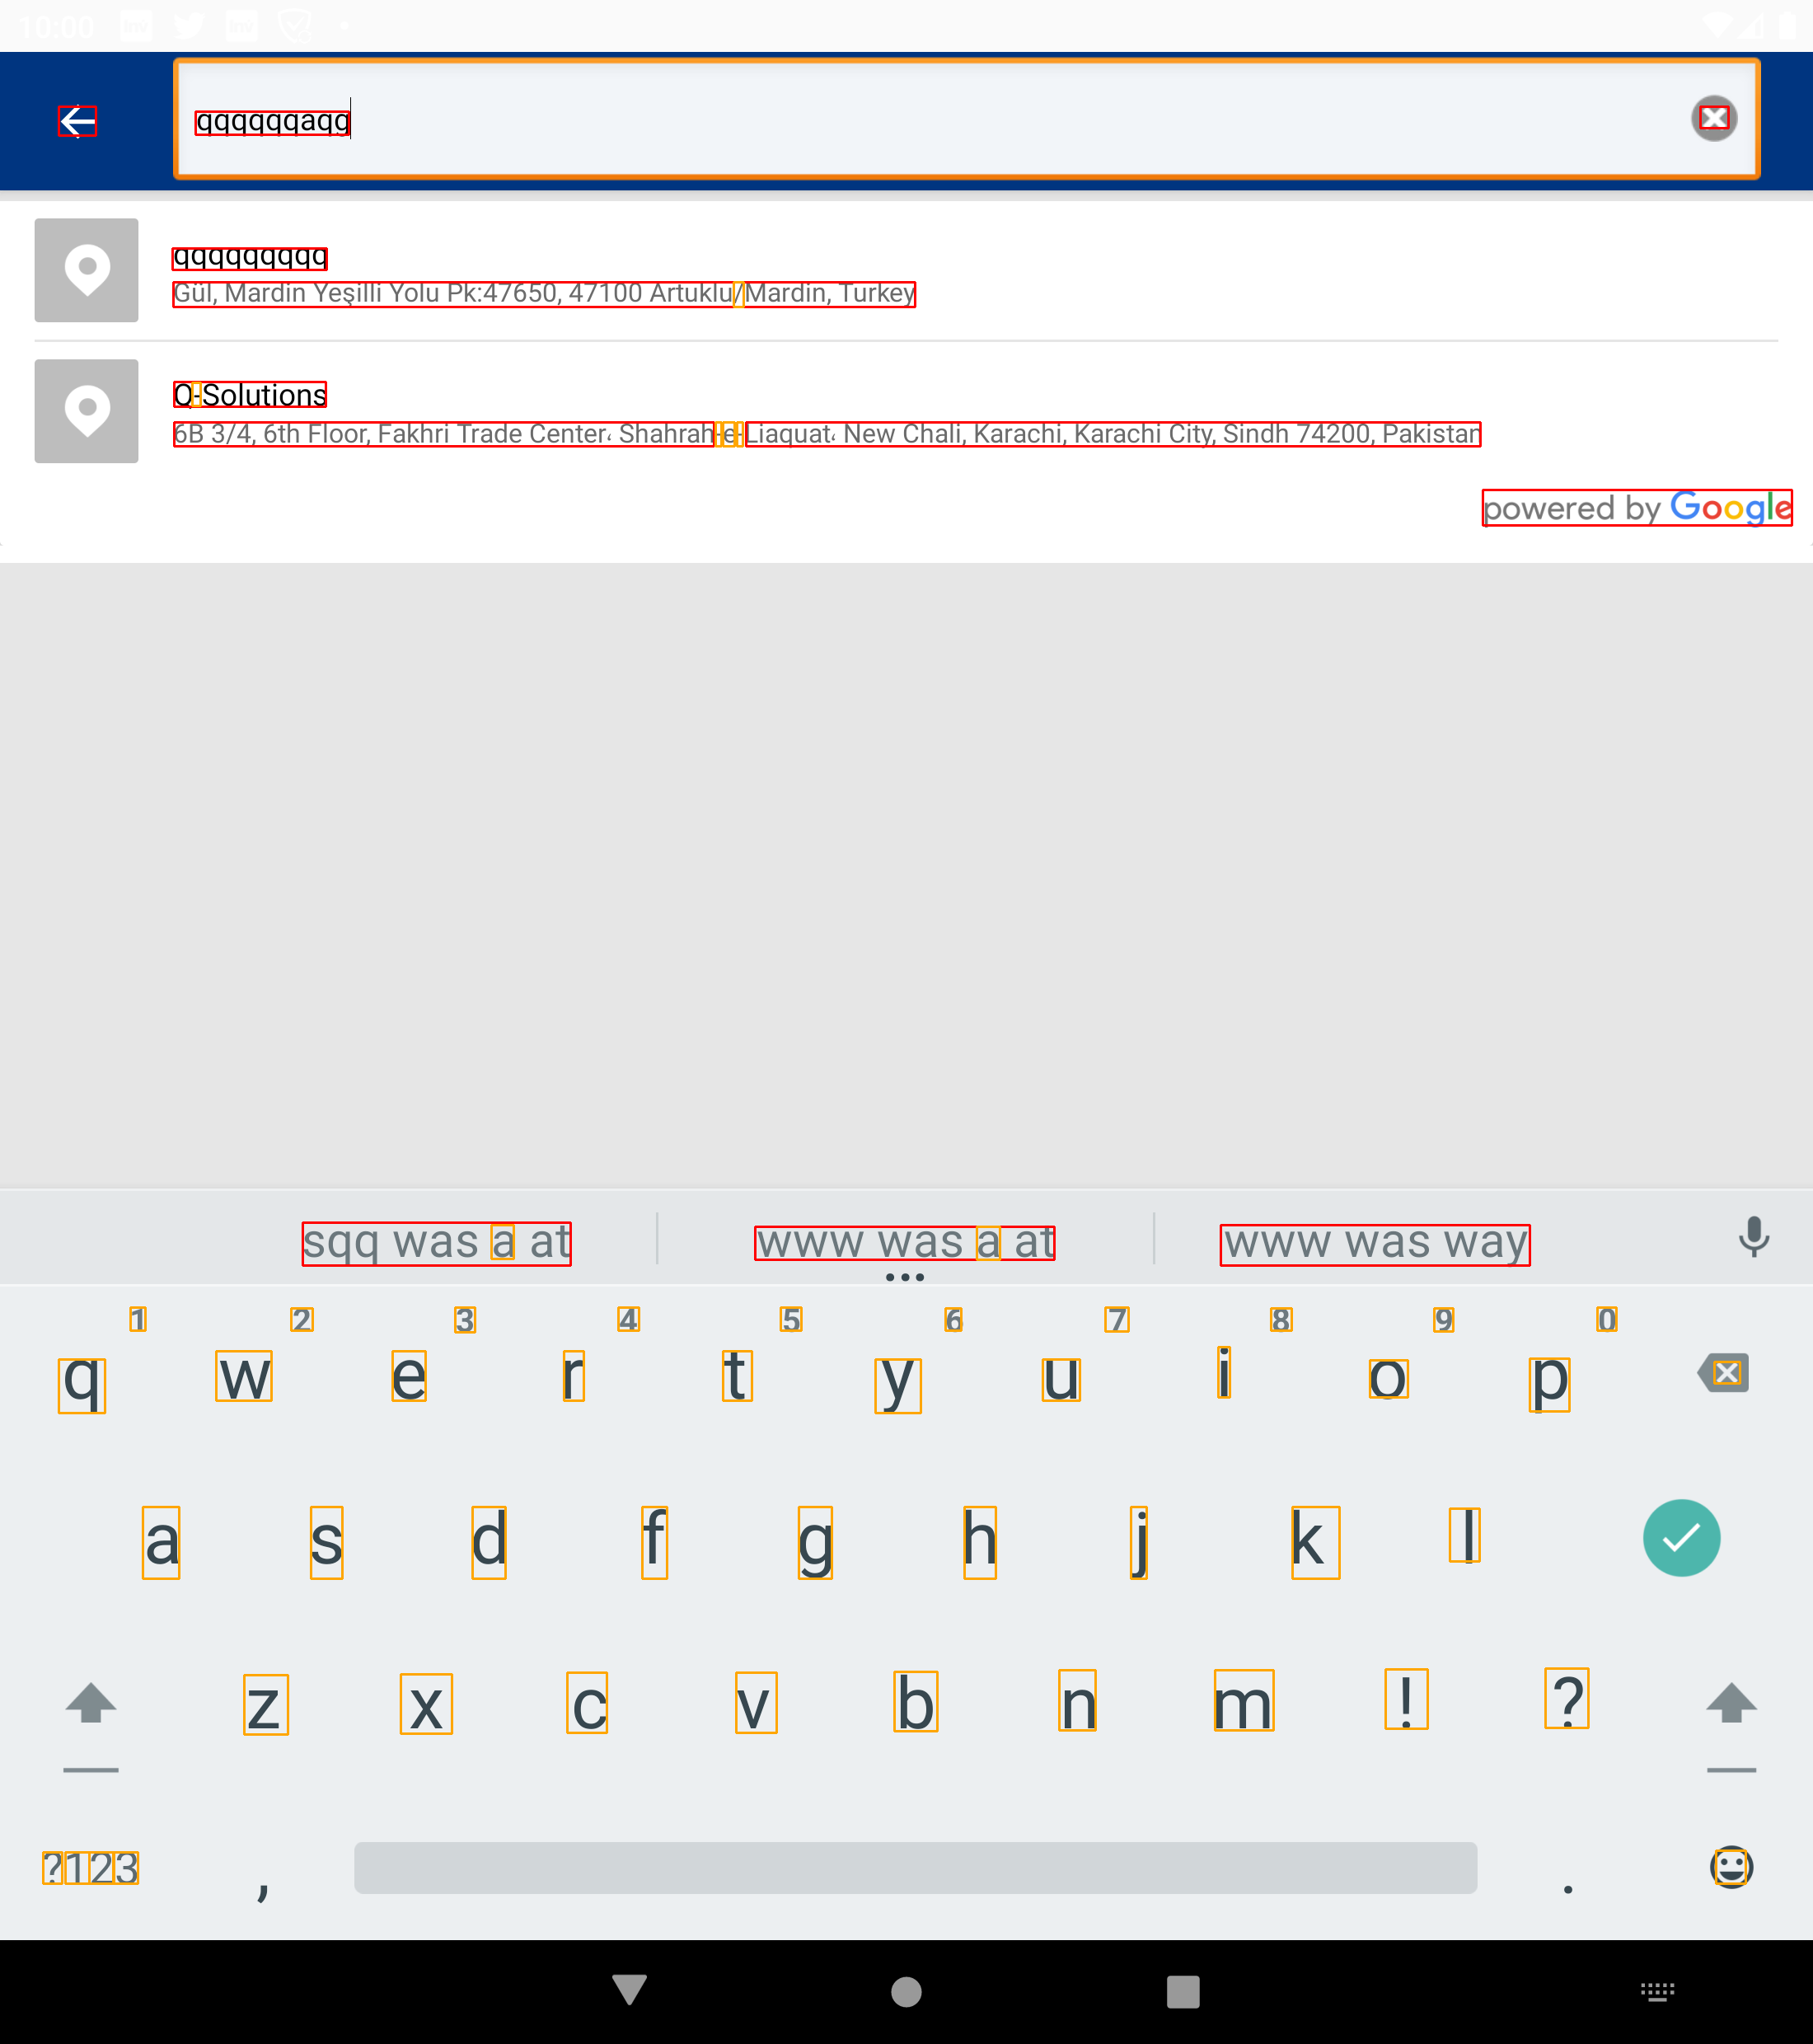 10:00
qqqqqqaqg
qqqqqqqqq
Gül, Mardin Yeşilli Yolu Pk:47650, 47100 Artuklu/Mardin, Turkey
Q-Solutions
6B 3/4, 6th Floor, Fakhri Trade Center، Shahrah-e-Liaquat، New Chali, Karachi, Karachi City, Sindh 74200, Pakistan
powered by Google
sqq was a at www was a at www was way
1 2 3 4 5 6 7 8 9 0
q w e r t y u i o p
a s d f g h j k l
z x c v b n m ! ?
?123 , .